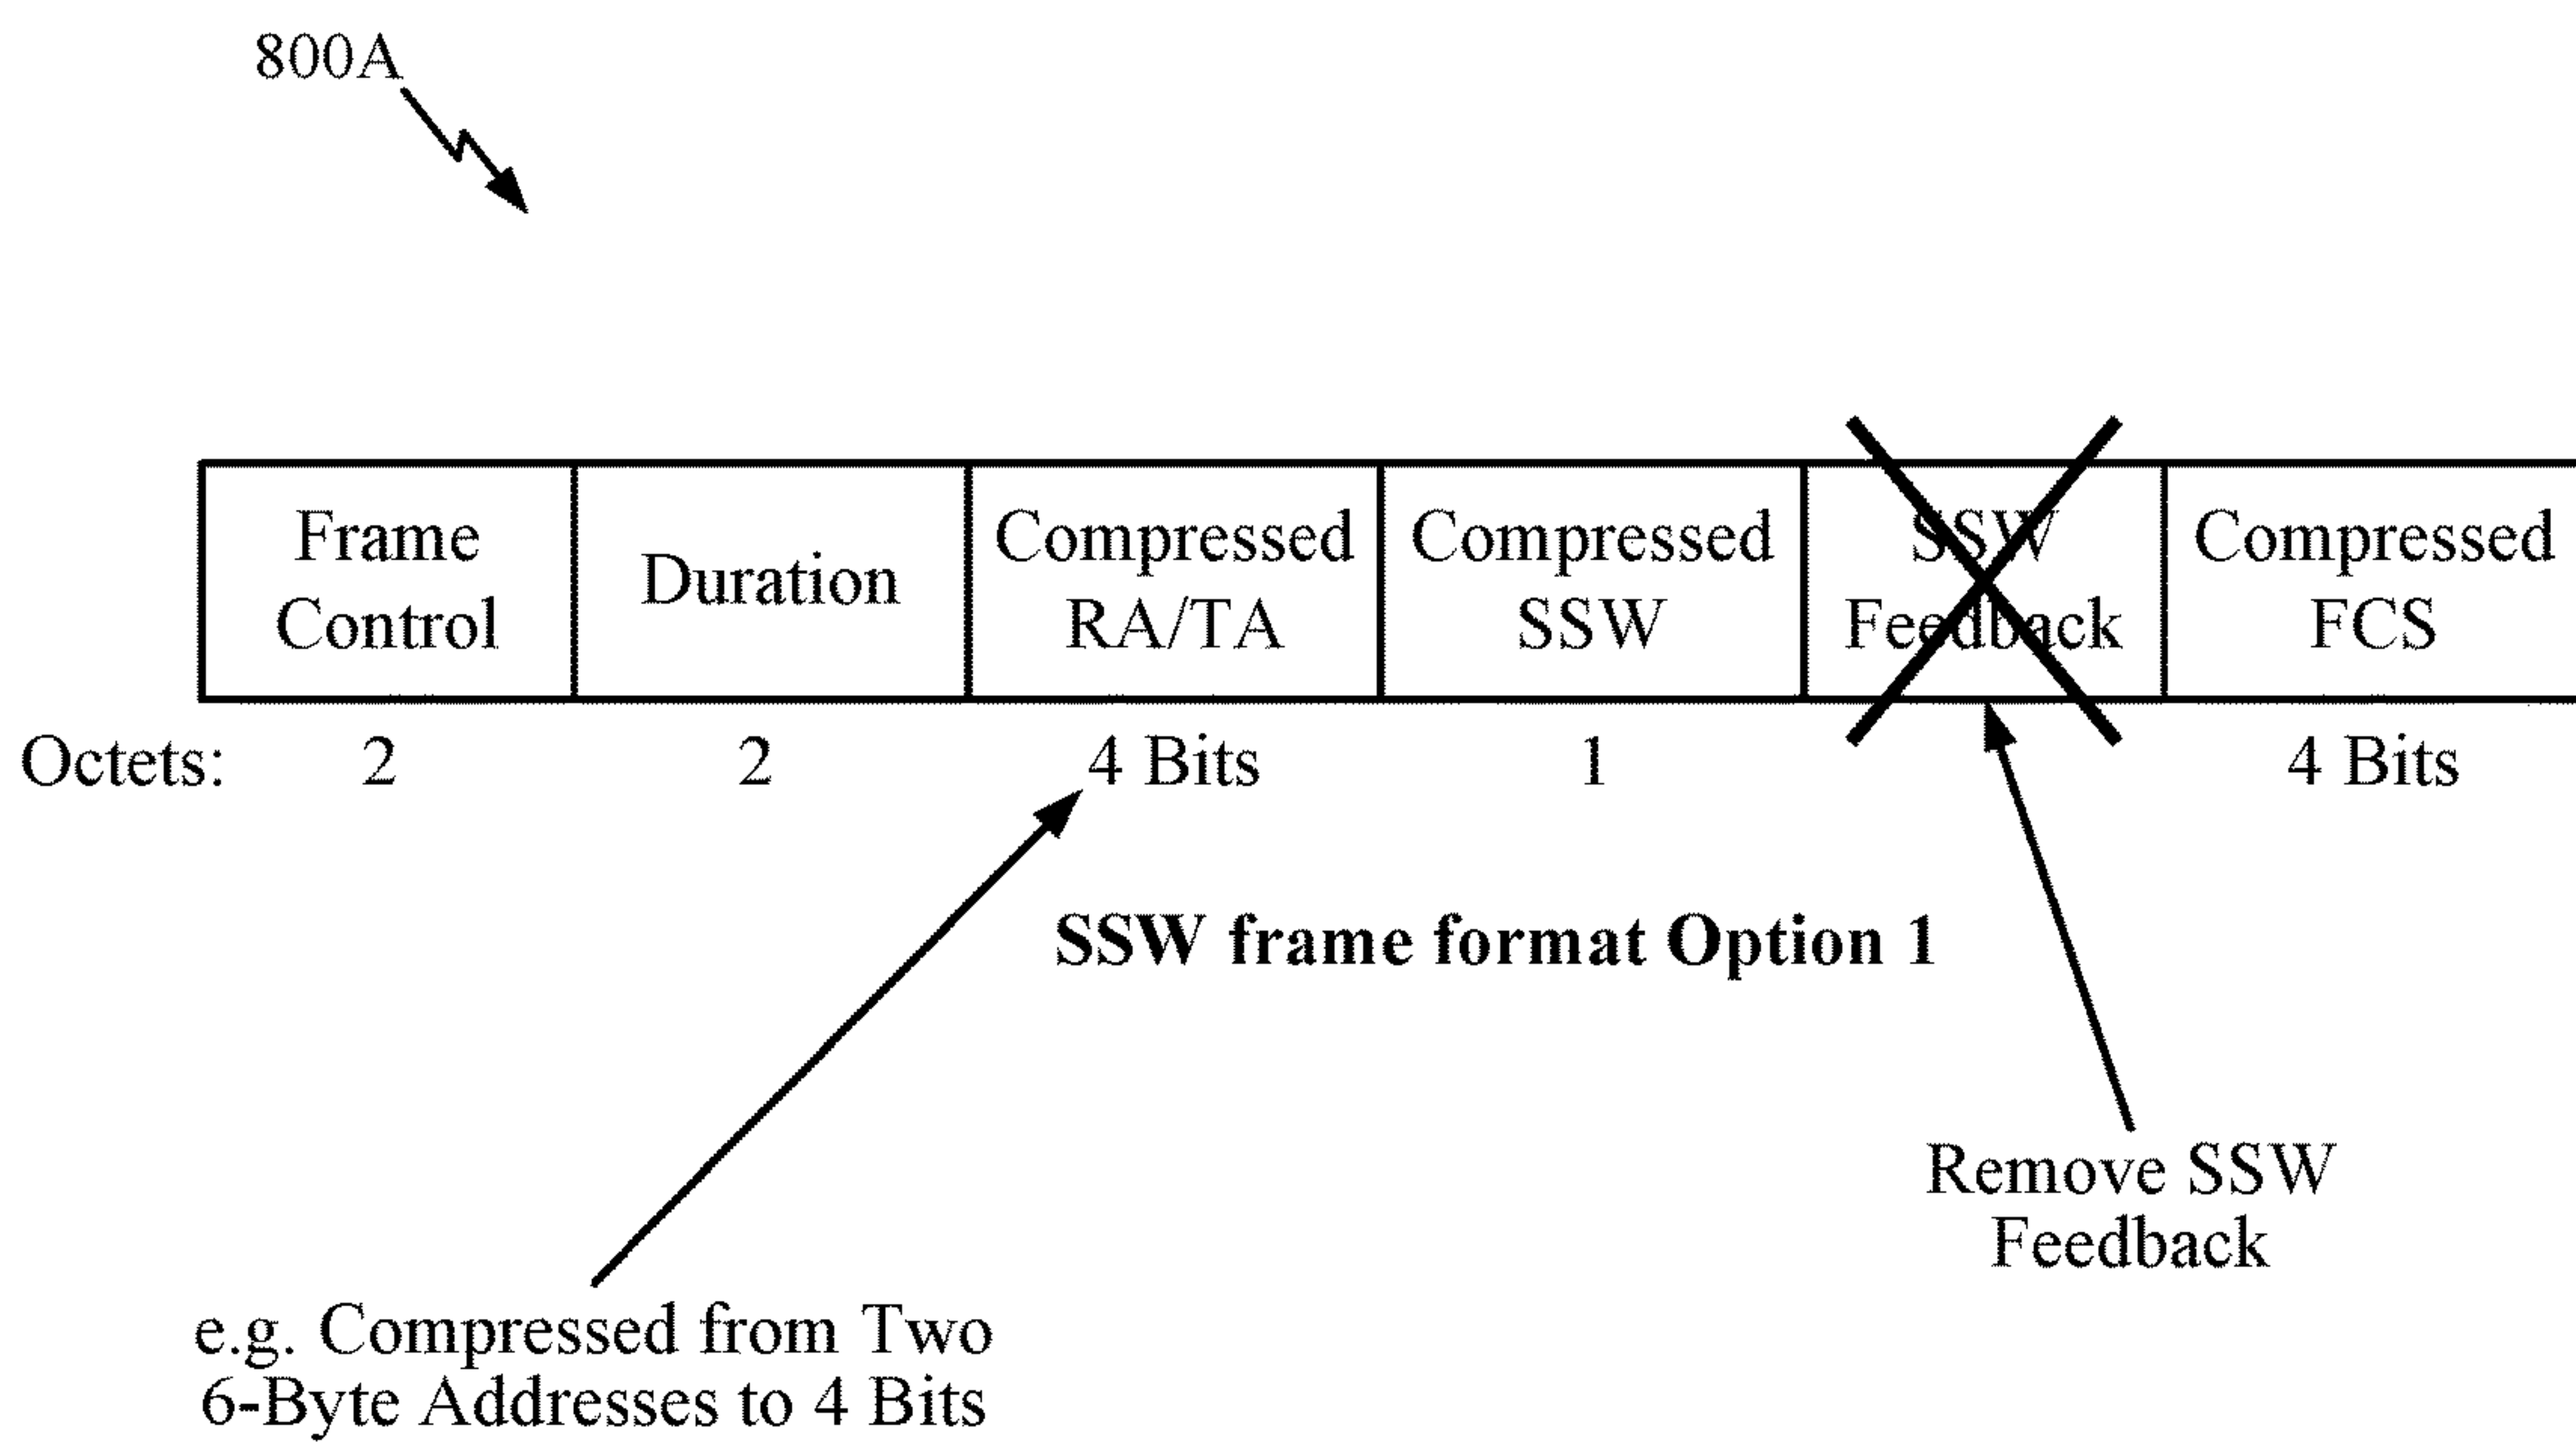 800A
Frame Control
Duration
Compressed RA/TA
Compressed SSW
SSW Feedback
Compressed FCS
Octets: 2 2 4 Bits 1 4 Bits
SSW frame format Option 1
Remove SSW
Feedback
e.g. Compressed from Two
6-Byte Addresses to 4 Bits